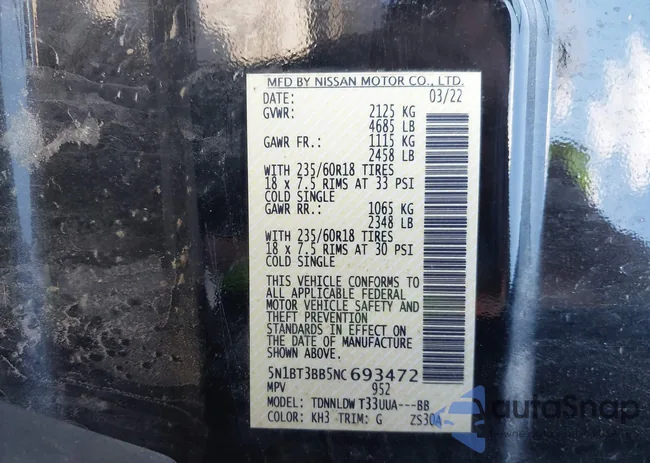 MFD BY NISSAN MOTOR CO., LTD.
DATE: 03/22
GVWR: 2125 KG
4685 LB
GAWR FR.: 1115 KG
2458 LB
WITH 235/60R18 TIRES
18 x 7.5 RIMS AT 33 PSI
COLD SINGLE
GAWR RR.: 1065 KG
2348 LB
WITH 235/60R18 TIRES
18 x 7.5 RIMS AT 30 PSI
COLD SINGLE
THIS VEHICLE CONFORMS TO
ALL APPLICABLE FEDERAL
MOTOR VEHICLE SAFETY AND
THEFT PREVENTION
STANDARDS IN EFFECT ON
THE DATE OF MANUFACTURE
SHOWN ABOVE.
5N1BT3BB5NC693472
MPV 952
MODEL: TDNNLDW T33UUA---BB
COLOR: KH3 TRIM: G ZS30A
autoSnap